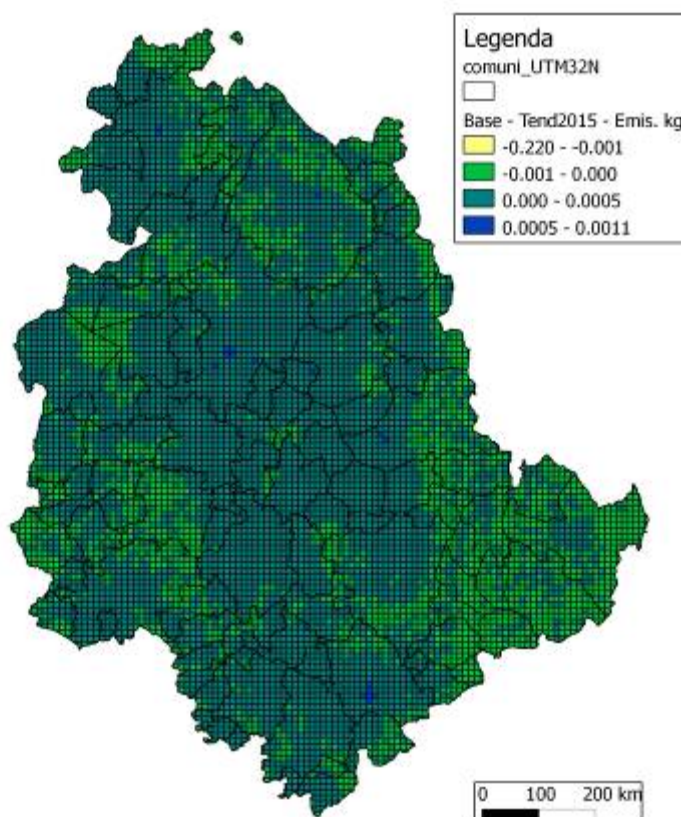 Legenda
comuni_UTM32N
Base - Tend2015 - Emis. kg
-0.220 - -0.001
-0.001 - 0.000
0.000 - 0.0005
0.0005 - 0.0011
0 100 200 km